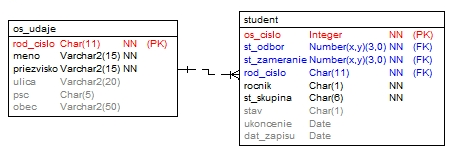 os_udaje
rod_cislo Char(11) NN (PK)
meno Varchar2(15) NN
priezvisko Varchar2(15) NN
ulica Varchar2(20)
psc Char(5)
obec Varchar2(50)
student
os_cislo Integer NN (PK)
st_odbor Number(x,y)(3,0) NN (FK)
st_zameranie Number(x,y)(3,0) NN (FK)
rod_cislo Char(11) NN (FK)
rocnik Char(1) NN
st_skupina Char(6) NN
stav Char(1)
ukoncenie Date
dat_zapisu Date